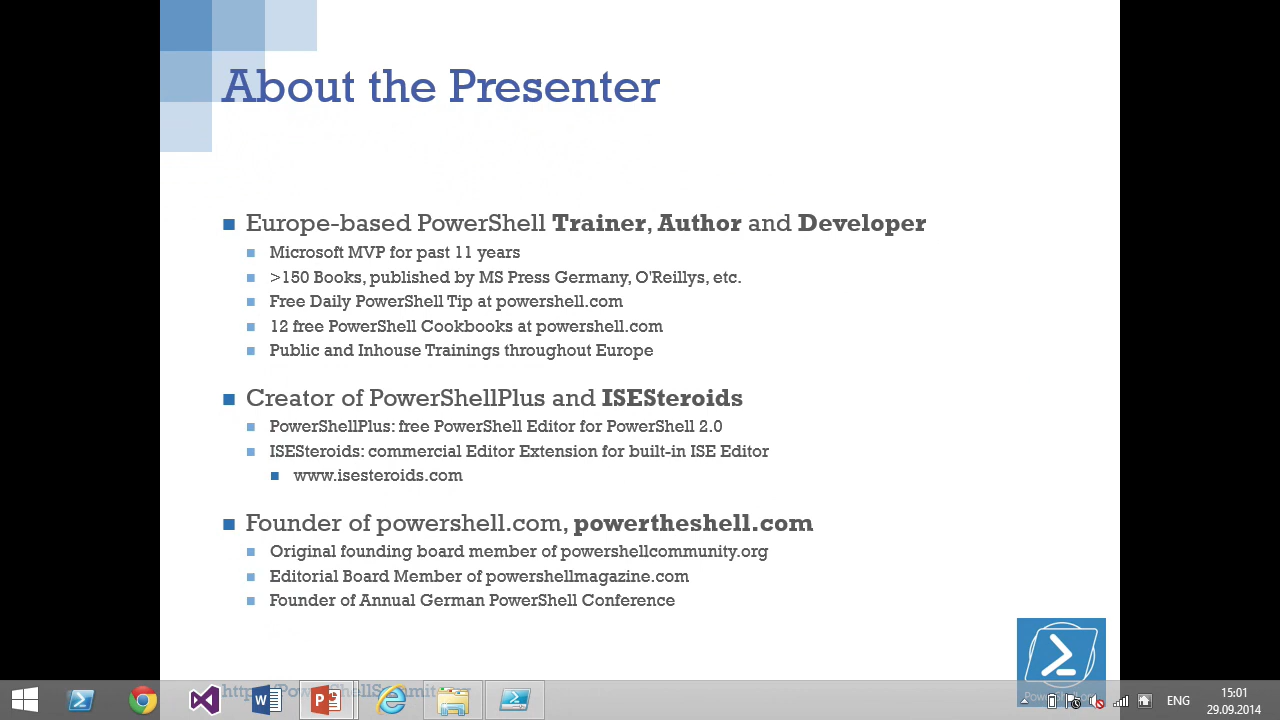 About the Presenter
Europe-based PowerShell Trainer, Author and Developer
Microsoft MVP for past 11 years
>150 Books, published by MS Press Germany, O'Reillys, etc.
Free Daily PowerShell Tip at powershell.com
12 free PowerShell Cookbooks at powershell.com
Public and Inhouse Trainings throughout Europe
Creator of PowerShellPlus and ISESteroids
PowerShellPlus: free PowerShell Editor for PowerShell 2.0
ISESteroids: commercial Editor Extension for built-in ISE Editor
www.isesteroids.com
Founder of powershell.com, powertheshell.com
Original founding board member of powershellcommunity.org
Editorial Board Member of powershellmagazine.com
Founder of Annual German PowerShell Conference
ENG
15:01
29.09.2014